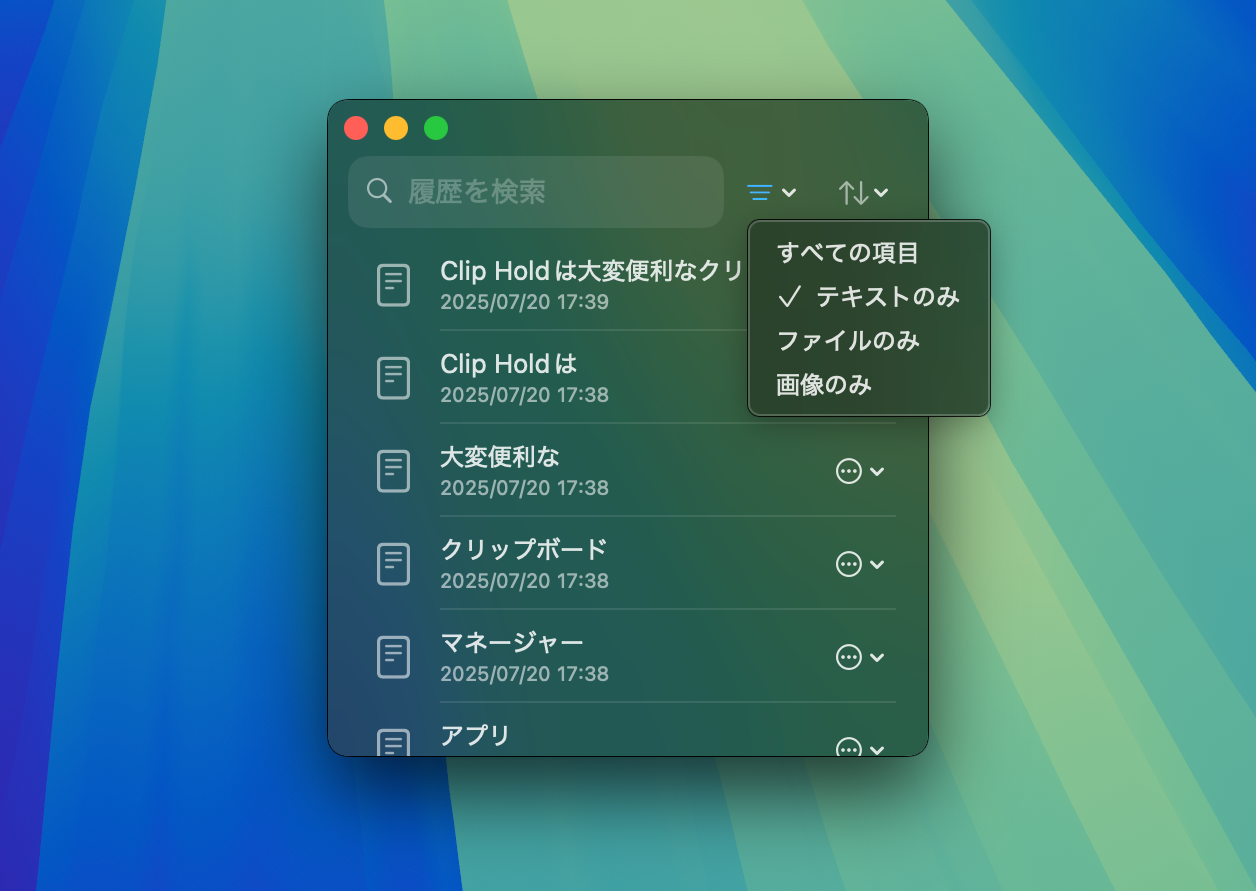 履歴を検索
すべての項目
✓ テキストのみ
ファイルのみ
画像のみ
Clip Holdは大変便利なクリ
2025/07/20 17:39
Clip Holdは
2025/07/20 17:38
大変便利な
2025/07/20 17:38
クリップボード
2025/07/20 17:38
マネージャー
2025/07/20 17:38
アプリ